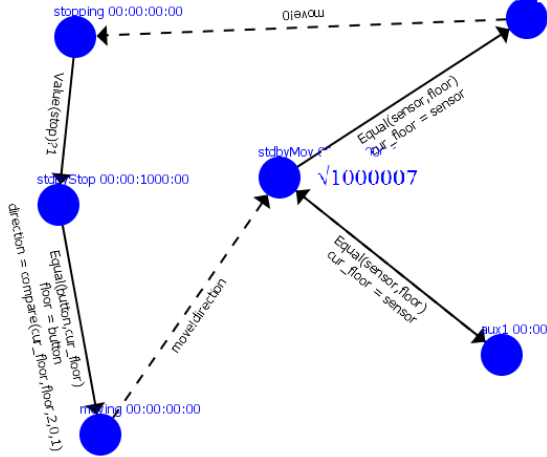 stopping 00:00:00:00
move!0
Value(stop)?1
Equal(sensor,floor)
cur_floor = sensor
√1000007
stdbyStop 00:00:1000:00
Equal(sensor,floor)
cur_floor = sensor
Equal(button,cur_floor)
floor = button
direction = compare(cur_floor,floor,2,0,1)
move!direction
aux1 00:00
moving 00:00:00:00